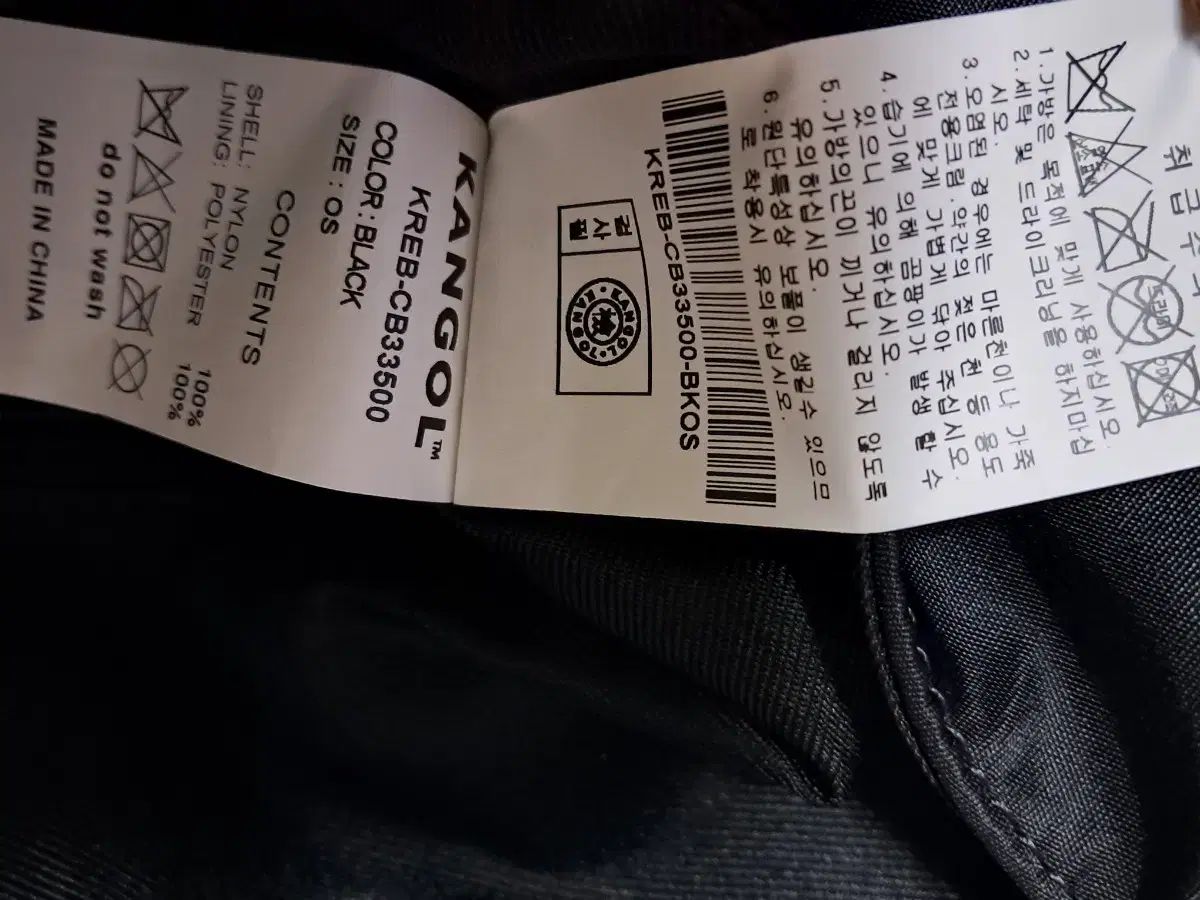 KANGOL™
KREB-CB33500
COLOR:BLACK
SIZE : OS
CONTENTS
SHELL: NYLON 100%
LINING: POLYESTER 100%
do not wash
MADE IN CHINA
취급주의
드라이
1. 가방은 목적에 맞게 사용하십시오.
2. 세탁 및 드라이크리닝을 하지마십
시오.
3. 오염된 경우에는 마른천이나 가죽
전용크림, 약간의 젖은 천 등 용도
에 맞게 가볍게 닦아 주십시오.
4. 습기에 의해 곰팡이가 발생 할 수
있으니 유의하십시오.
5. 가방의끈이 끼거나 걸리지 않도록
유의하십시오.
6. 원단특성상 보풀이 생길수 있으므
로 착용시 유의하십시오.
KREB-CB33500-BKOS
검사필
KANGOL